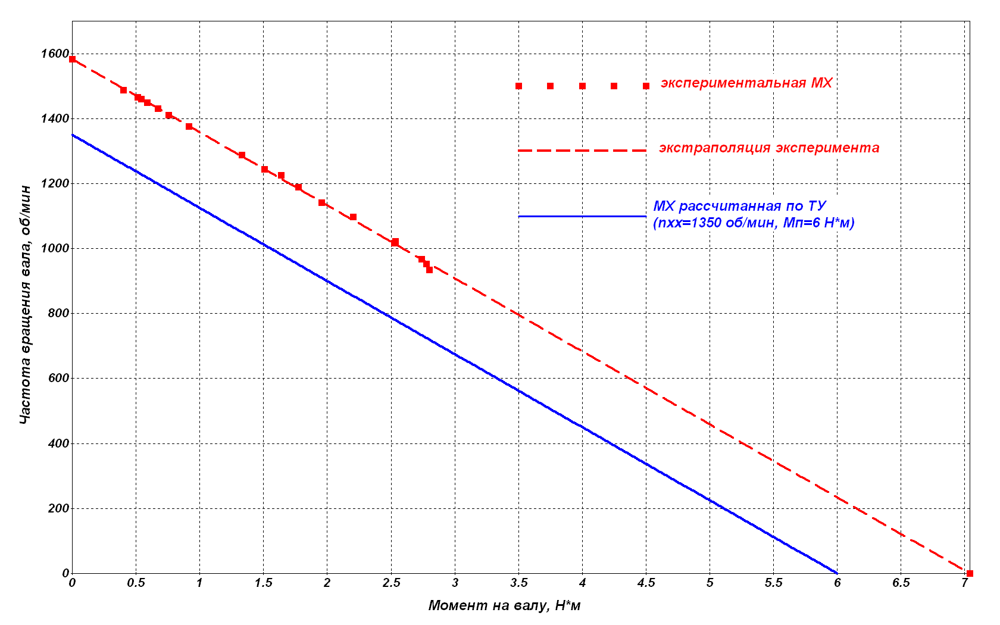 1600
1400
1200
1000
800
600
400
200
0
Частота вращения вала, об/мин
экспериментальная МХ
экстраполяция эксперимента
МХ рассчитанная по ТУ
(nхх=1350 об/мин, Мп=6 Н*м)
0 0.5 1 1.5 2 2.5 3 3.5 4 4.5 5 5.5 6 6.5 7
Момент на валу, Н*м